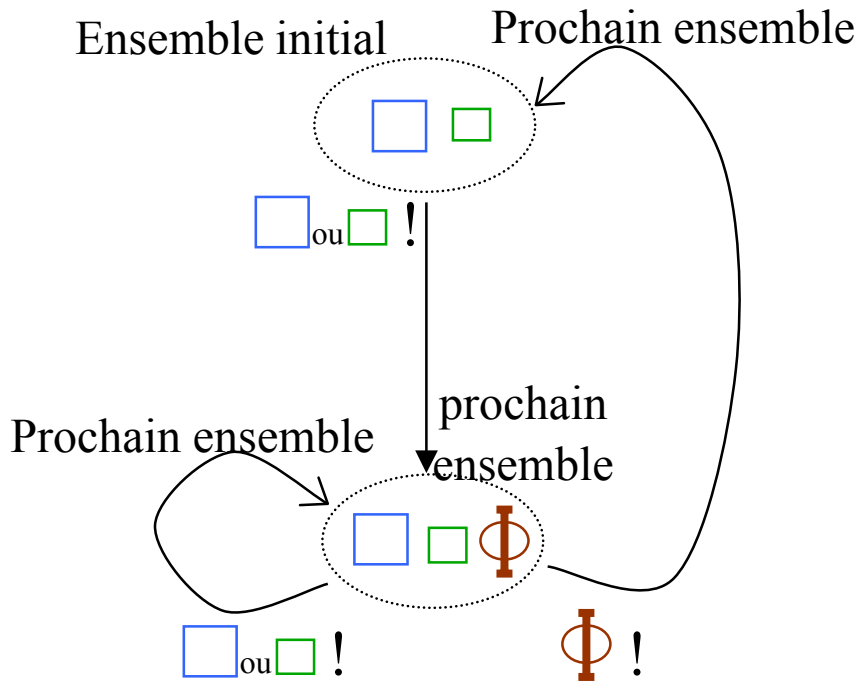 Ensemble initial
Prochain ensemble
ou !
prochain
ensemble
Prochain ensemble
Φ
ou !
Φ !